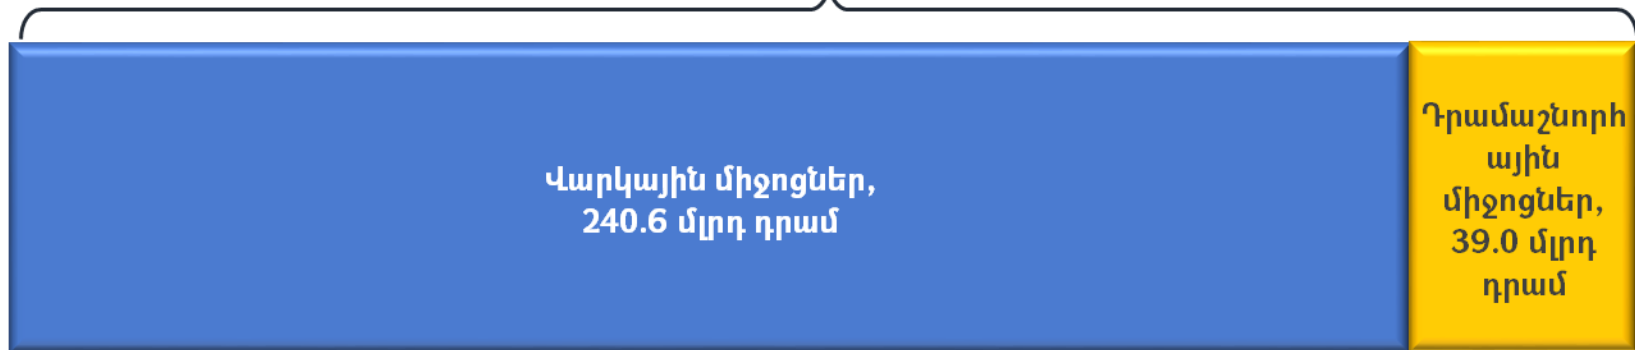 Վարկային միջոցներ,
240.6 մլրդ դրամ
Դրամաշնորհ
ային
միջոցներ,
39.0 մլրդ
դրամ